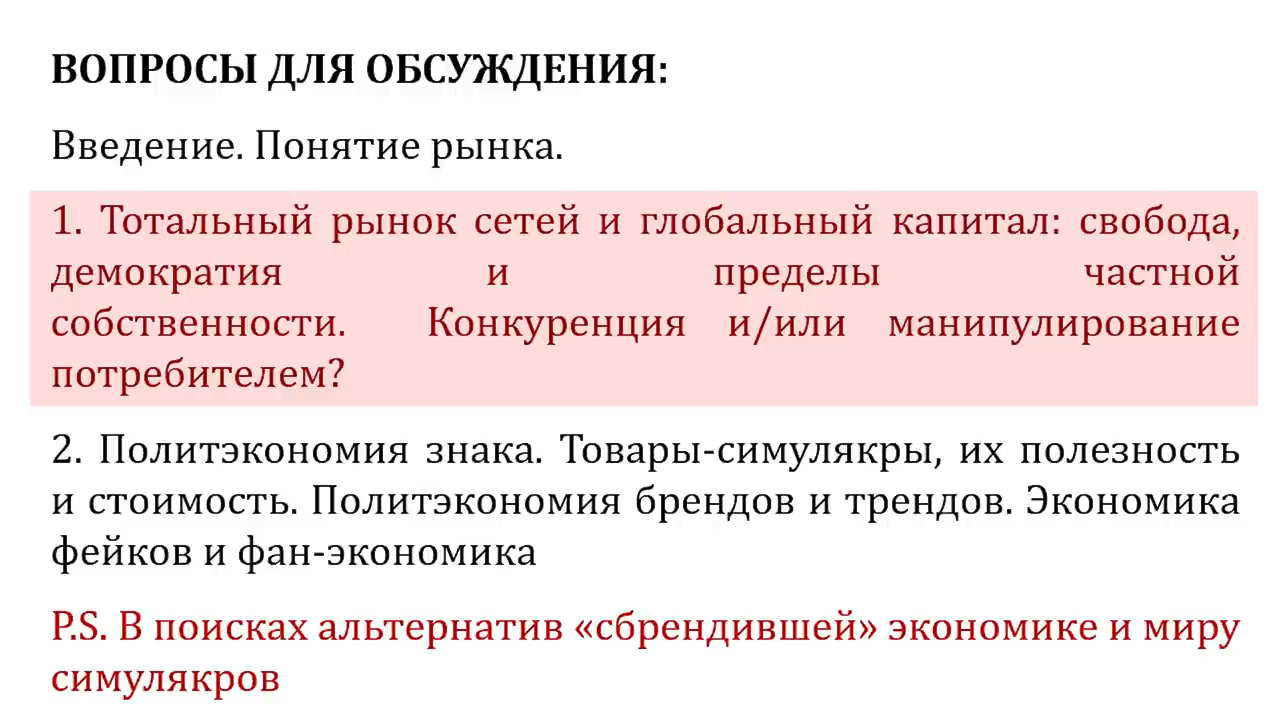 ВОПРОСЫ ДЛЯ ОБСУЖДЕНИЯ:
Введение. Понятие рынка.
1. Тотальный рынок сетей и глобальный капитал: свобода,
демократия и пределы частной
собственности. Конкуренция и/или манипулирование
потребителем?
2. Политэкономия знака. Товары-симулякры, их полезность
и стоимость. Политэкономия брендов и трендов. Экономика
фейков и фан-экономика
P.S. В поисках альтернатив «сбрендившей» экономике и миру
симулякров